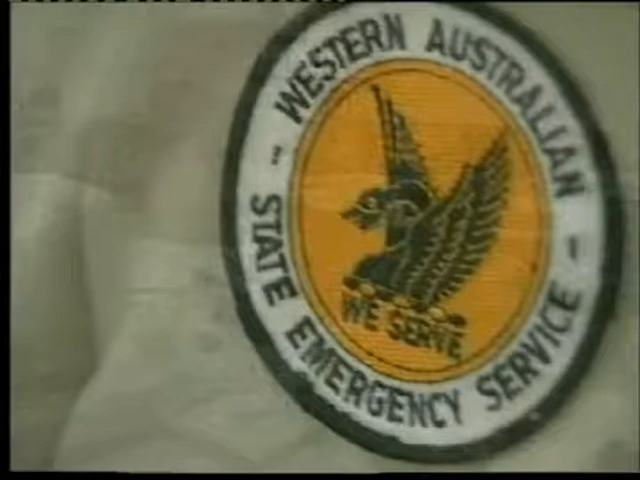 WESTERN AUSTRALIAN
- STATE EMERGENCY SERVICE -
WE SERVE